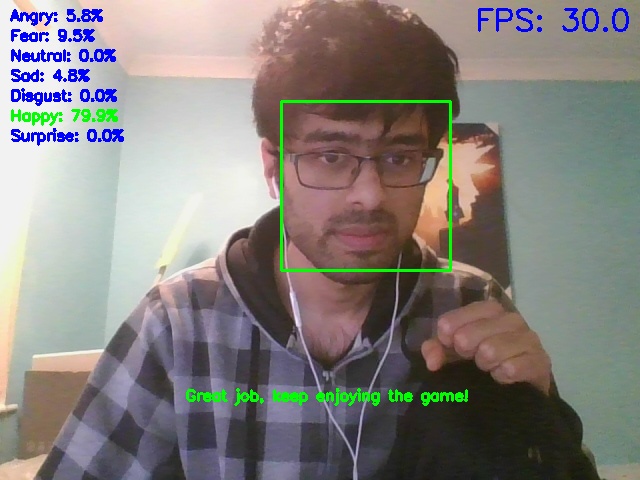 Angry: 5.8%
FPS: 30.0
Fear: 9.5%
Neutral: 0.0%
Sad: 4.8%
Disgust: 0.0%
Happy: 79.9%
Surprise: 0.0%
Great job, keep enjoying the game!